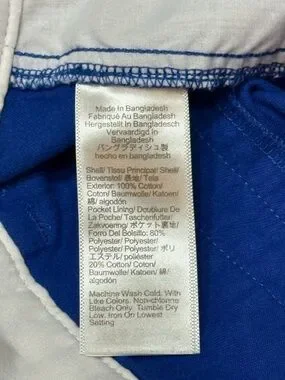 Made In Bangladesh
Fabriqué Au Bangladesh
Hergestellt in Bangladesch
Vervaardigd in
Bangladesh
バングラディシュ製
hecho en bangladesh
Shell/ Tissu Principal/ Shell/
Bovenstof/ 表地/ Tela
Exterior: 100% Cotton/
Coton/ Baumwolle/ Katoen/
綿/ algodón
Pocket Lining/ Doublure De
La Poche/ Taschenfutter/
Zakvoering/ ポケット裏地/
Forro Del Bolsillo: 80%
Polyester/ Polyester/
Polyester/ Polyester/ ポリ
エステル/ poliéster
20% Cotton/ Coton/
Baumwolle/ Katoen/ 綿/
algodón
Machine Wash Cold. With
Like Colors. Non-chlorine
Bleach Only. Tumble Dry
Low. Iron On Lowest
Setting